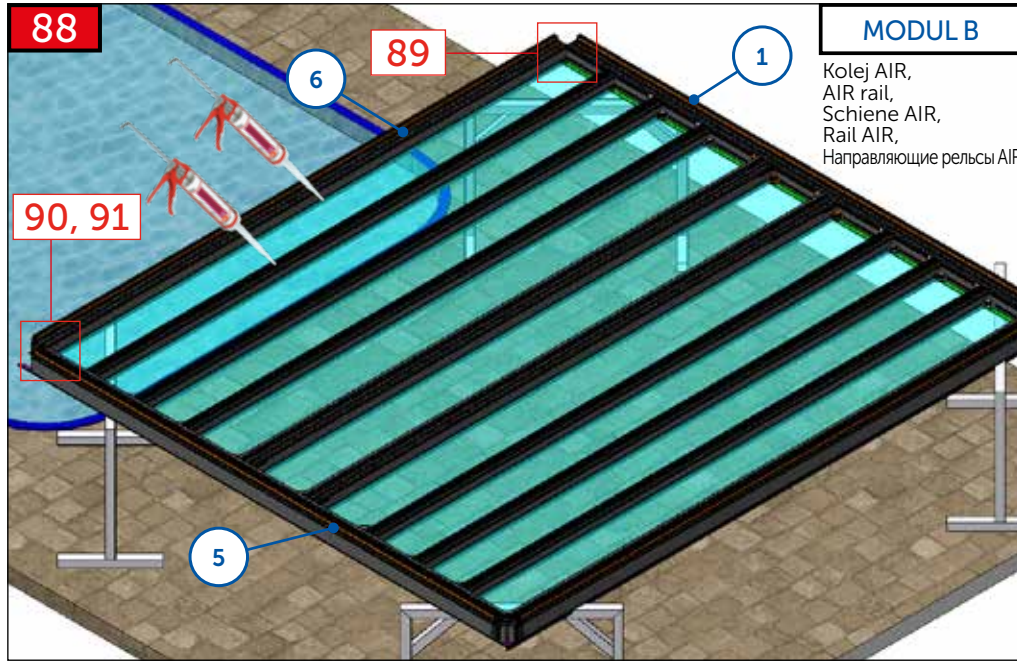 88
89
6
1
MODUL B
Kolej AIR,
AIR rail,
Schiene AIR,
Rail AIR,
Направляющие рельсы AIR
90, 91
5